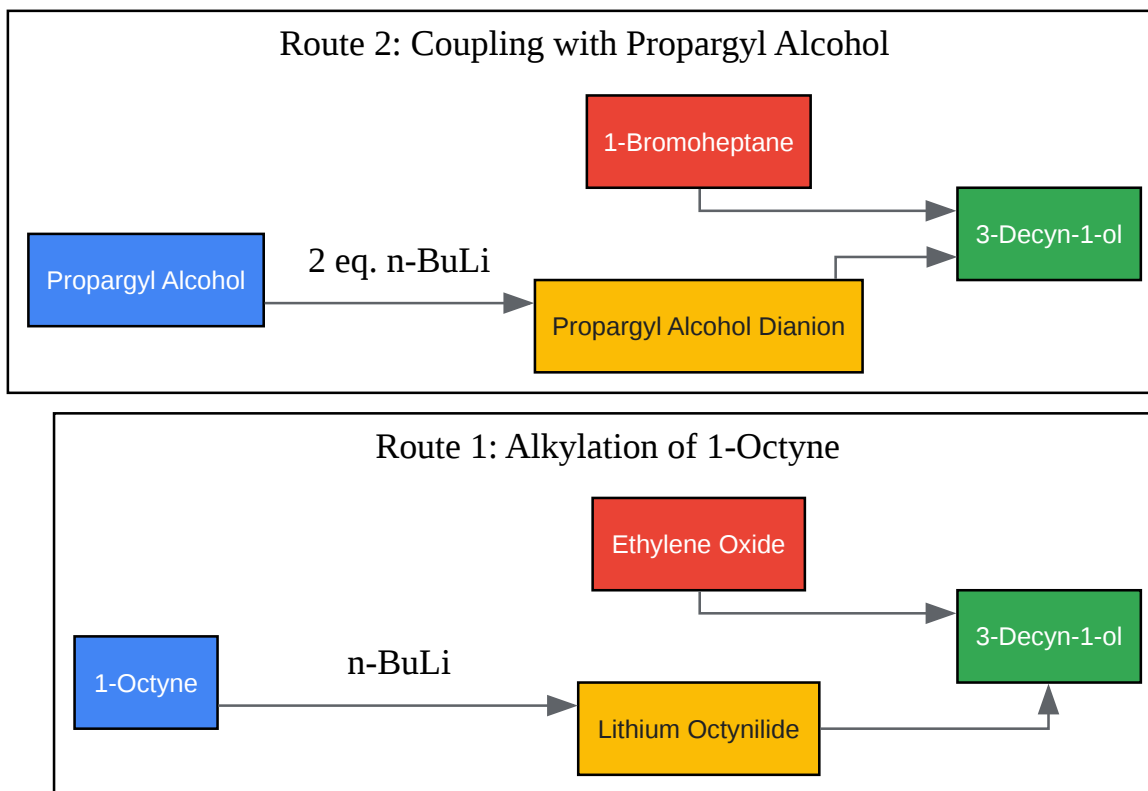 Route 2: Coupling with Propargyl Alcohol
1-Bromoheptane
3-Decyn-1-ol
Propargyl Alcohol
2 eq. n-BuLi
Propargyl Alcohol Dianion
Route 1: Alkylation of 1-Octyne
Ethylene Oxide
3-Decyn-1-ol
1-Octyne
n-BuLi
Lithium Octynilide